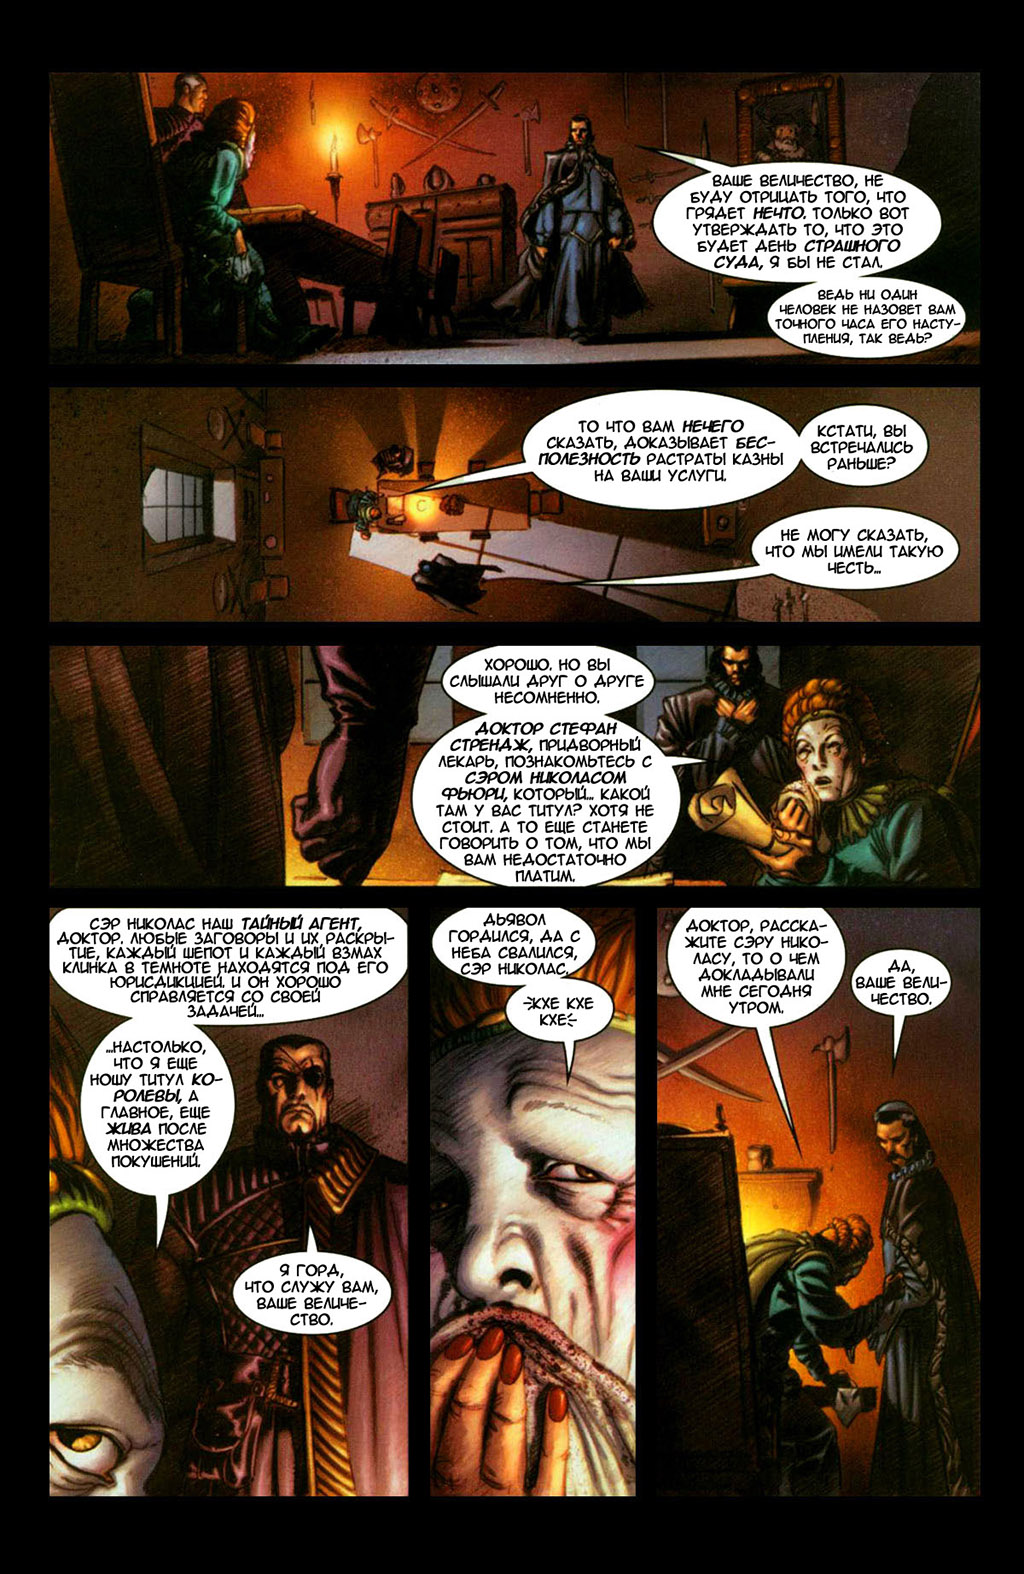 ВАШЕ ВЕЛИЧЕСТВО, НЕ
БУДУ ОТРИЦАТЬ ТОГО, ЧТО
ГРЯДЕТ НЕЧТО. ТОЛЬКО ВОТ
УТВЕРЖДАТЬ ТО, ЧТО ЭТО
БУДЕТ ДЕНЬ СТРАШНОГО
СУДА, Я БЫ НЕ СТАЛ.
ВЕДЬ НИ ОДИН
ЧЕЛОВЕК НЕ НАЗОВЕТ ВАМ
ТОЧНОГО ЧАСА ЕГО НАСТУ-
ПЛЕНИЯ, ТАК ВЕДЬ?
ТО ЧТО ВАМ НЕЧЕГО
СКАЗАТЬ, ДОКАЗЫВАЕТ БЕС-
ПОЛЕЗНОСТЬ РАСТРАТЫ КАЗНЫ
НА ВАШИ УСЛУГИ.
КСТАТИ, ВЫ
ВСТРЕЧАЛИСЬ
РАНЬШЕ?
НЕ МОГУ СКАЗАТЬ,
ЧТО МЫ ИМЕЛИ ТАКУЮ
ЧЕСТЬ...
ХОРОШО. НО ВЫ
СЛЫШАЛИ ДРУГ О ДРУГЕ
НЕСОМНЕННО.
ДОКТОР СТЕФАН
СТРЕНДЖ, ПРИДВОРНЫЙ
ЛЕКАРЬ, ПОЗНАКОМЬТЕСЬ С
СЭРОМ НИКОЛАСОМ
ФЬЮРИ, КОТОРЫЙ... КАКОЙ
ТАМ У ВАС ТИТУЛ? ХОТЯ НЕ
СТОИТ. А ТО ЕЩЕ СТАНЕТЕ
ГОВОРИТЬ О ТОМ, ЧТО МЫ
ВАМ НЕДОСТАТОЧНО
ПЛАТИМ.
СЭР НИКОЛАС НАШ ТАЙНЫЙ АГЕНТ,
ДОКТОР. ЛЮБЫЕ ЗАГОВОРЫ И ИХ РАСКРЫ-
ТИЕ, КАЖДЫЙ ШЁПОТ И КАЖДЫЙ ВЗМАХ
КЛИНКА В ТЕМНОТЕ НАХОДЯТСЯ ПОД ЕГО
ЮРИСДИКЦИЕЙ. И ОН ХОРОШО
СПРАВЛЯЕТСЯ СО СВОЕЙ
ЗАДАЧЕЙ...
...НАСТОЛЬКО,
ЧТО Я ЕЩЕ
НОШУ ТИТУЛ КО-
РОЛЕВЫ, А
ГЛАВНОЕ, ЕЩЕ
ЖИВА ПОСЛЕ
МНОЖЕСТВА
ПОКУШЕНИЙ.
Я ГОРД,
ЧТО СЛУЖУ ВАМ,
ВАШЕ ВЕЛИЧЕ-
СТВО.
ДЬЯВОЛ
ГОРДИЛСЯ, ДА С
НЕБА СВАЛИЛСЯ,
СЭР НИКОЛАС.
КХЕ КХЕ
КХЕ
ДОКТОР, РАССКА-
ЖИТЕ СЭРУ НИКО-
ЛАСУ, ТО О ЧЕМ
ДОКЛАДЫВАЛИ
МНЕ СЕГОДНЯ
УТРОМ.
ДА,
ВАШЕ ВЕЛИ-
ЧЕСТВО.